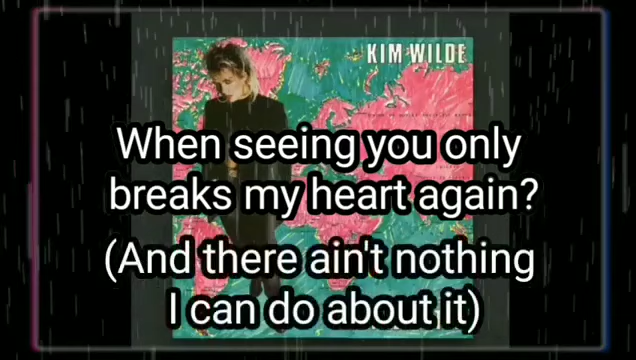 KIM WILDE
When seeing you only
breaks my heart again?
(And there ain't nothing
I can do about it)